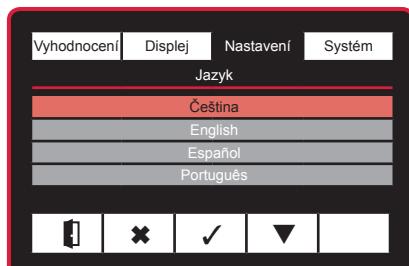 Vyhodnocení Displej Nastavení Systém
Jazyk
Čeština
English
Español
Português